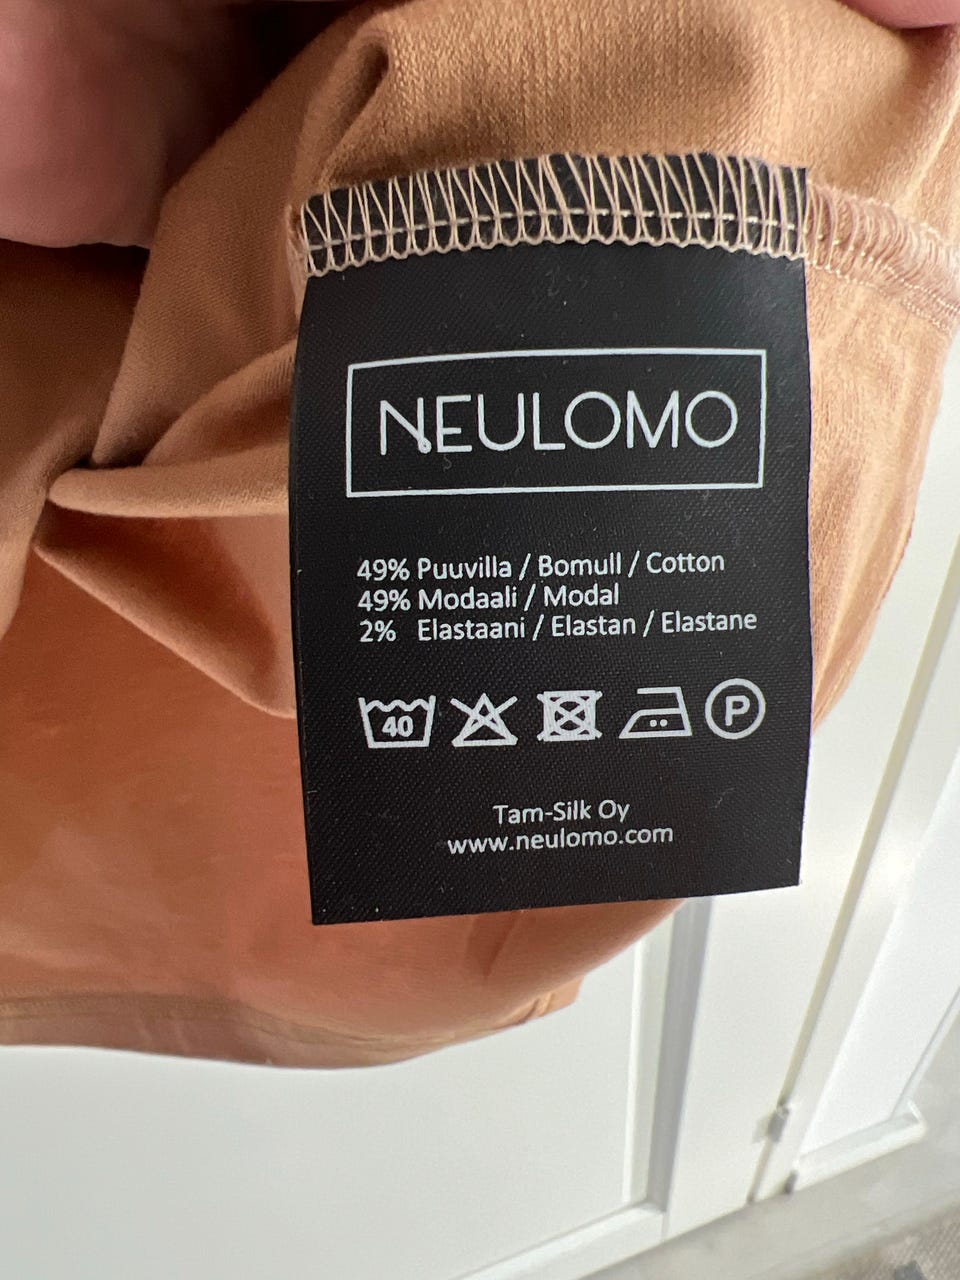 NEULOMO
49% Puuvilla / Bomull / Cotton
49% Modaali / Modal
2% Elastaani / Elastan / Elastane
40 P
Tam-Silk Oy
www.neulomo.com